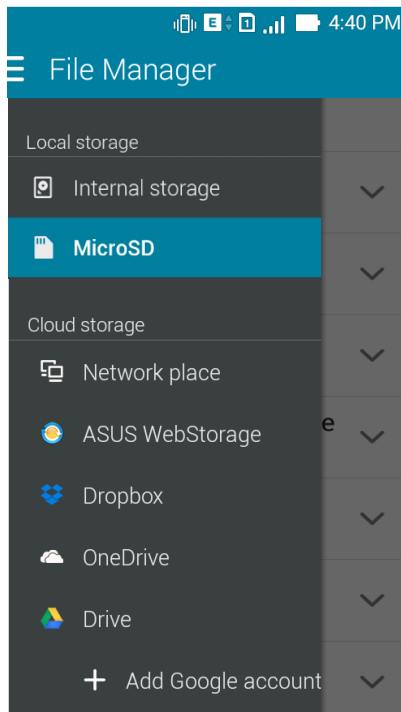 E 1 4:40 PM
File Manager
Local storage
Internal storage
MicroSD
Cloud storage
Network place
ASUS WebStorage
e
Dropbox
OneDrive
Drive
+ Add Google account